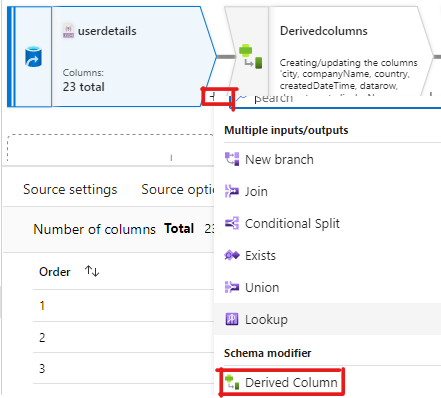 userdetails
Columns:
23 total
Derivedcolumns
Creating/updating the columns
'city, companyName, country,
createdDateTime, datarow,
+
Search
Multiple inputs/outputs
New branch
Join
Conditional Split
Exists
Union
Lookup
Schema modifier
Derived Column
Source settings
Source optio
Number of columns Total 23
Order
1
2
3